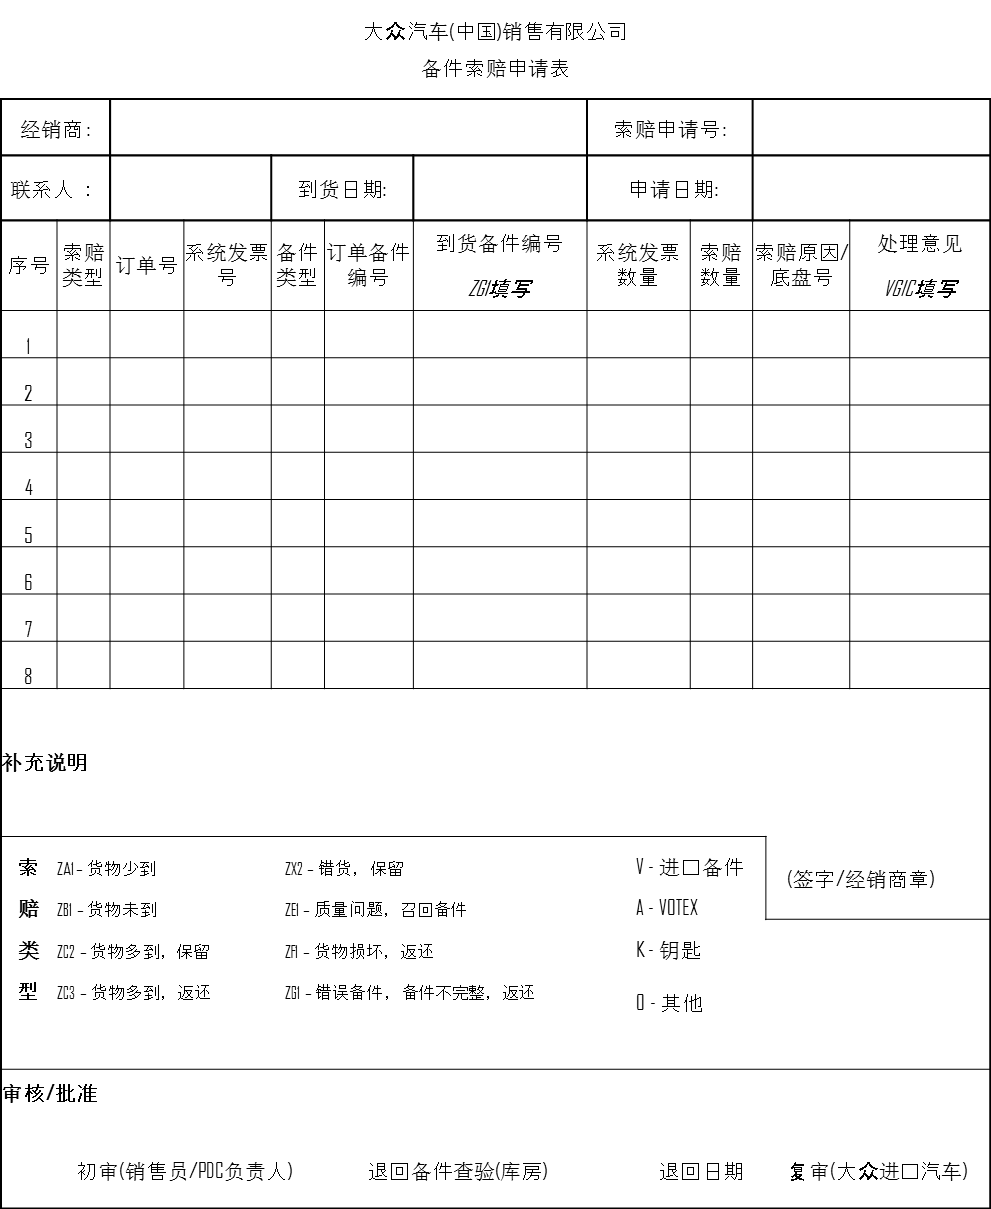 大众汽车(中国)销售有限公司
备件索赔申请表
经销商: 索赔申请号:
联系人 : 到货日期: 申请日期:
序号 索赔类型 订单号 系统发票号 备件类型 订单备件编号 到货备件编号 ZG1填写 系统发票数量 索赔数量 索赔原因/底盘号 处理意见 VGIC填写
1
2
3
4
5
6
7
8
补充说明
索 ZA1 - 货物少到 ZX2 - 错货, 保留 V - 进口备件
(签字/经销商章)
赔 ZB1 - 货物未到 ZE1 - 质量问题, 召回备件 A - VOTEX
类 ZC2 - 货物多到, 保留 ZF1 - 货物损坏, 返还 K - 钥匙
型 ZC3 - 货物多到, 返还 ZG1 - 错误备件, 备件不完整, 返还 O - 其他
审核/批准
初审(销售员/PDC负责人) 退回备件查验(库房) 退回日期 复审(大众进口汽车)